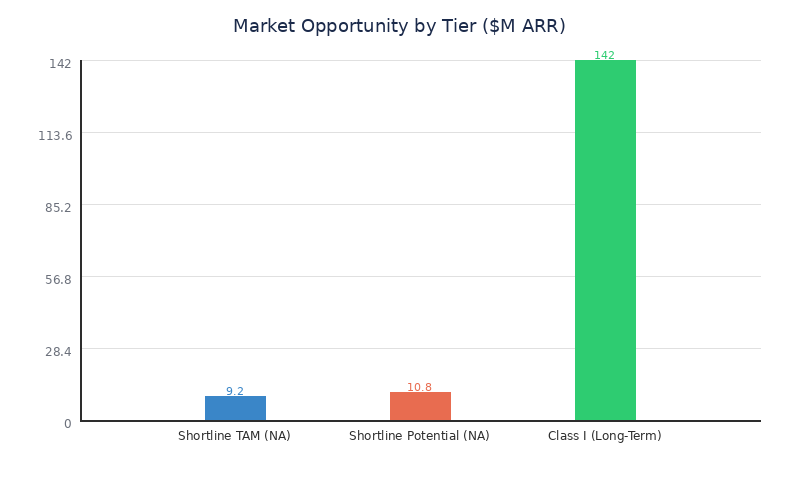 Market Opportunity by Tier ($M ARR)
142
113.6
85.2
56.8
28.4
0
9.2
10.8
142
Shortline TAM (NA)
Shortline Potential (NA)
Class I (Long-Term)